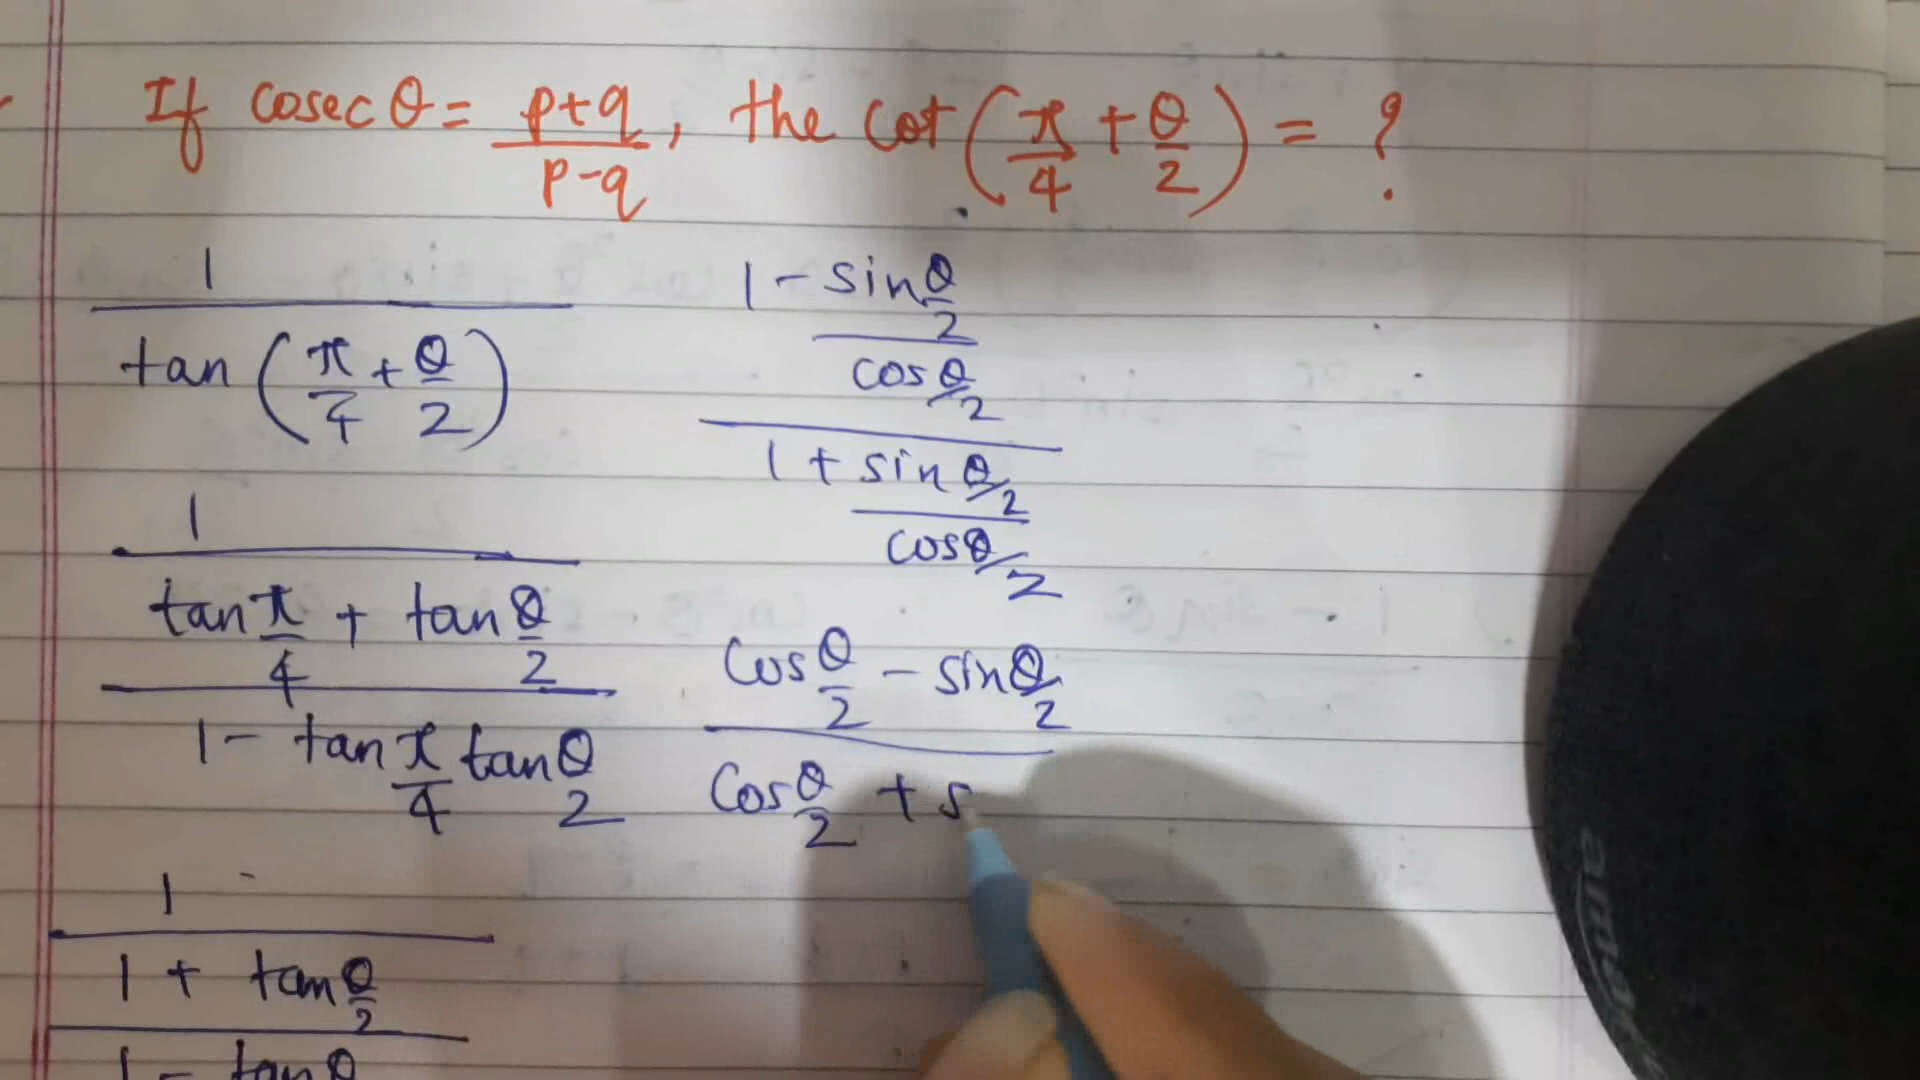 If cosec θ = p+q / p-q, the cot (π/4 + θ/2) = ?
1
tan (π/4 + θ/2)
1
tan π/4 + tan θ/2
1 - tan π/4 tan θ/2
1
1 + tan θ/2
1 - tan θ
1 - sin θ/2
cos θ/2
1 + sin θ/2
cos θ/2
cos θ/2 - sin θ/2
cos θ/2 + s